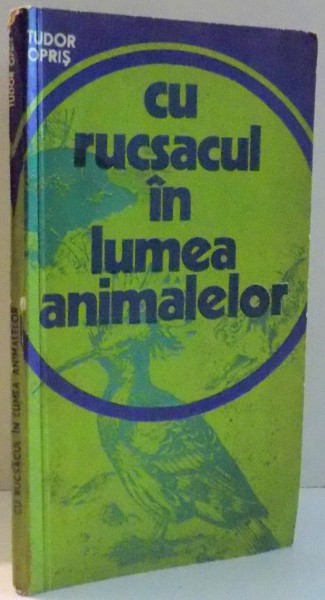 TUDOR
OPRIȘ
cu
rucsacul
în
lumea
animalelor
CU RUCSACUL ÎN LUMEA ANIMALELOR